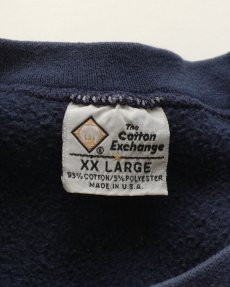 The
Cotton
Exchange
®
XX LARGE
95% COTTON/5% POLYESTER
MADE IN U.S.A.